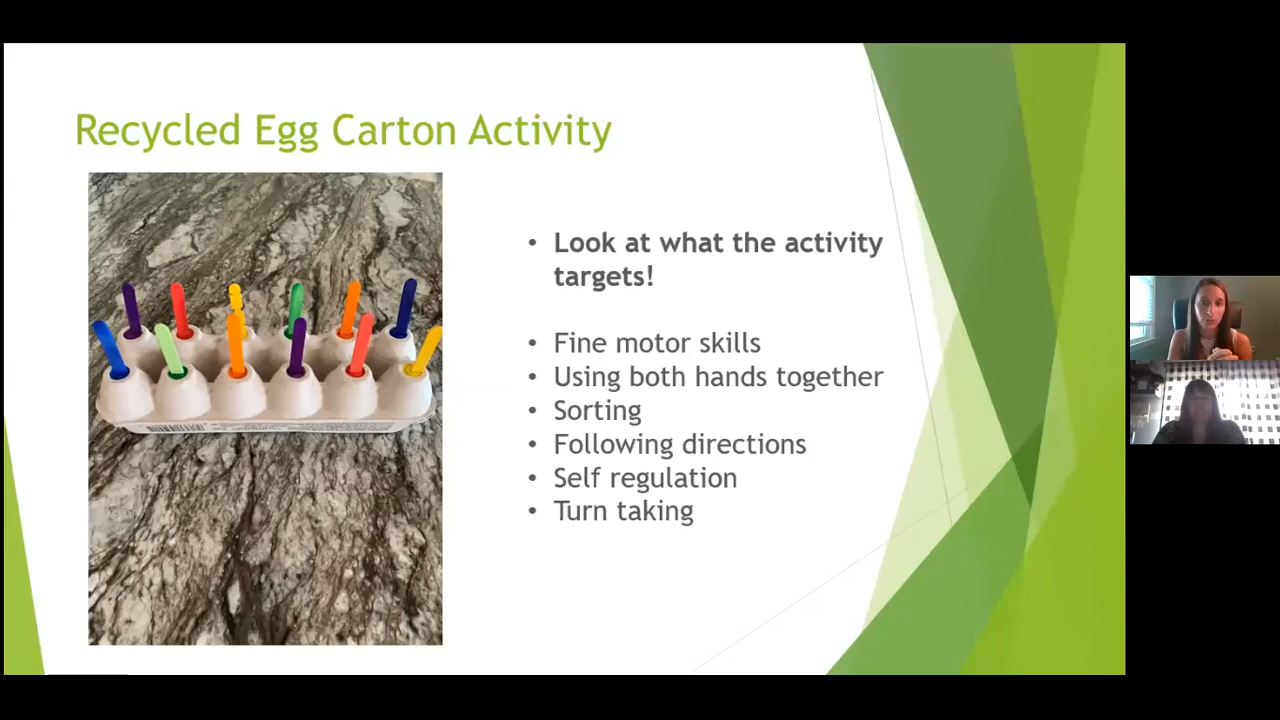 Recycled Egg Carton Activity
• Look at what the activity
targets!
• Fine motor skills
• Using both hands together
• Sorting
• Following directions
• Self regulation
• Turn taking